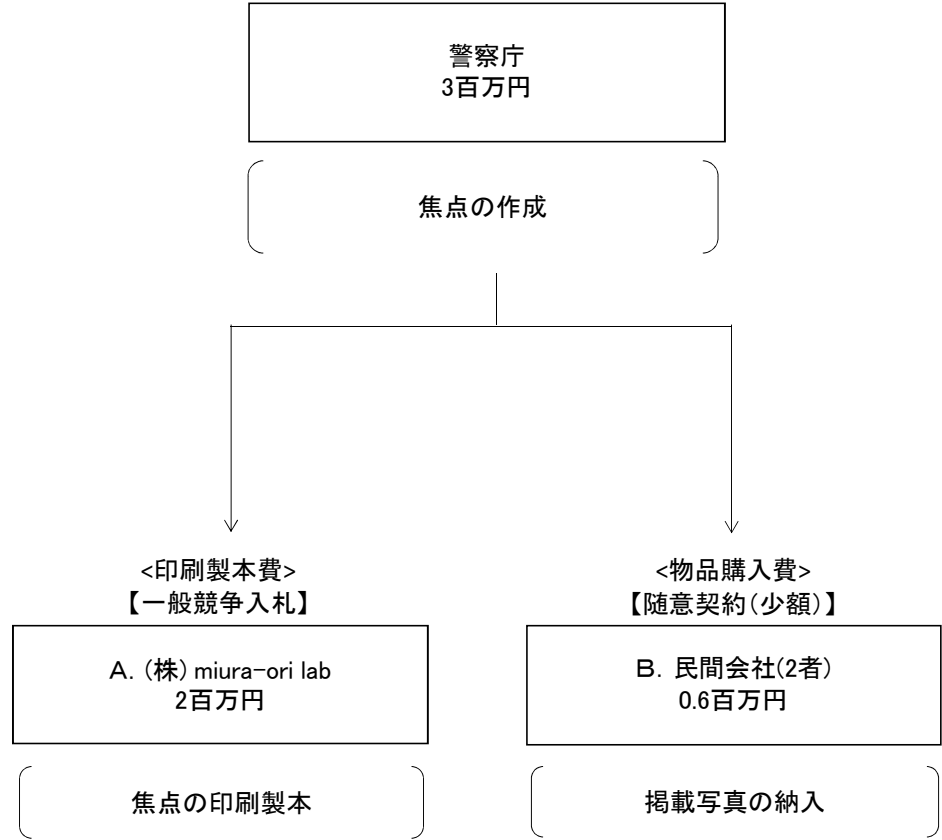 警察庁
3百万円
焦点の作成
<印刷製本費>
【一般競争入札】
A. (株) miura-ori lab
2百万円
焦点の印刷製本
<物品購入費>
【随意契約(少額)】
B. 民間会社(2者)
0.6百万円
掲載写真の納入